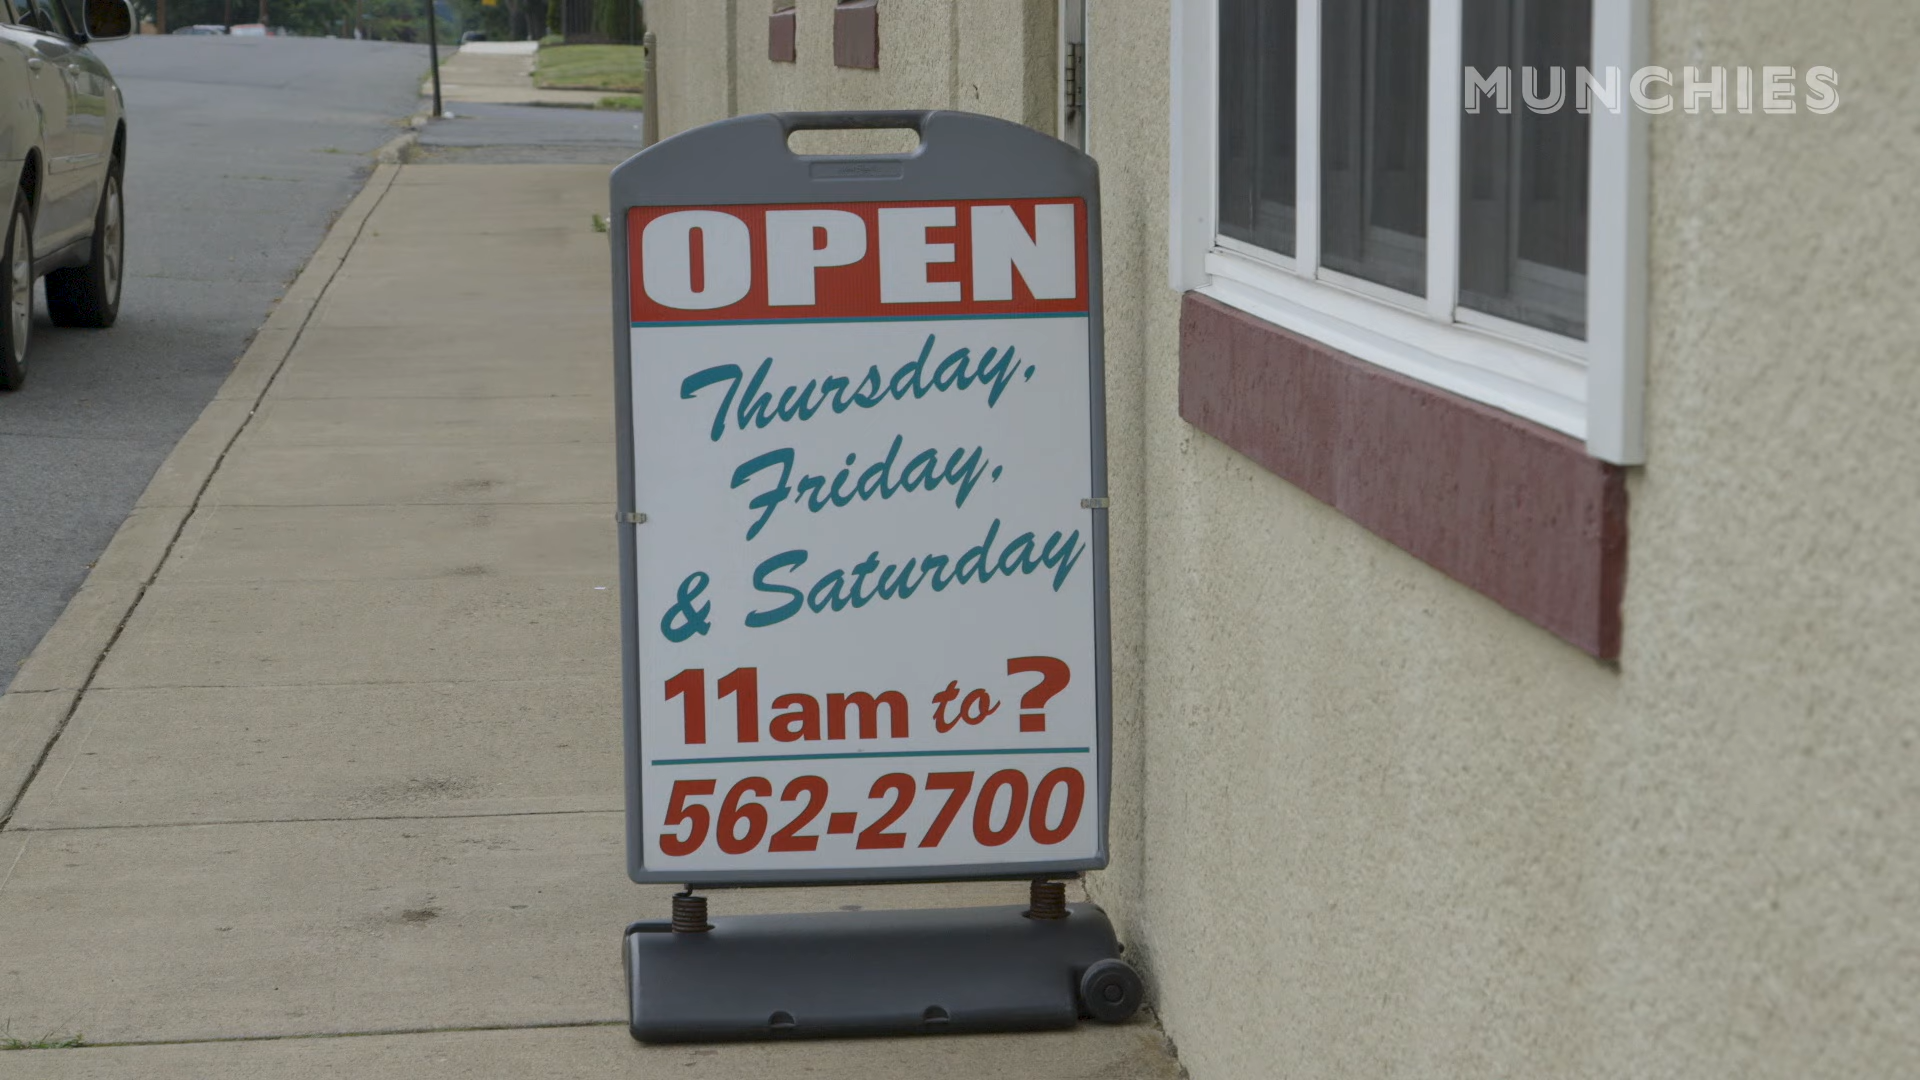 MUNCHIES
OPEN
Thursday,
Friday,
& Saturday
11am to ?
562-2700